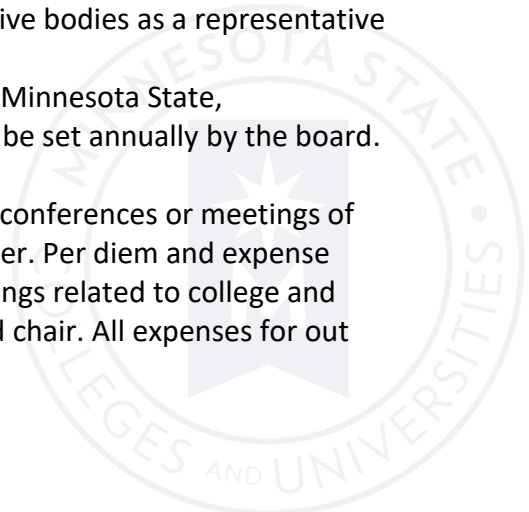 ive bodies as a representative
Minnesota State,
be set annually by the board.
conferences or meetings of
er. Per diem and expense
ngs related to college and
d chair. All expenses for out
MINNESOTA STATE
COLLEGES AND UNIVERSITIES